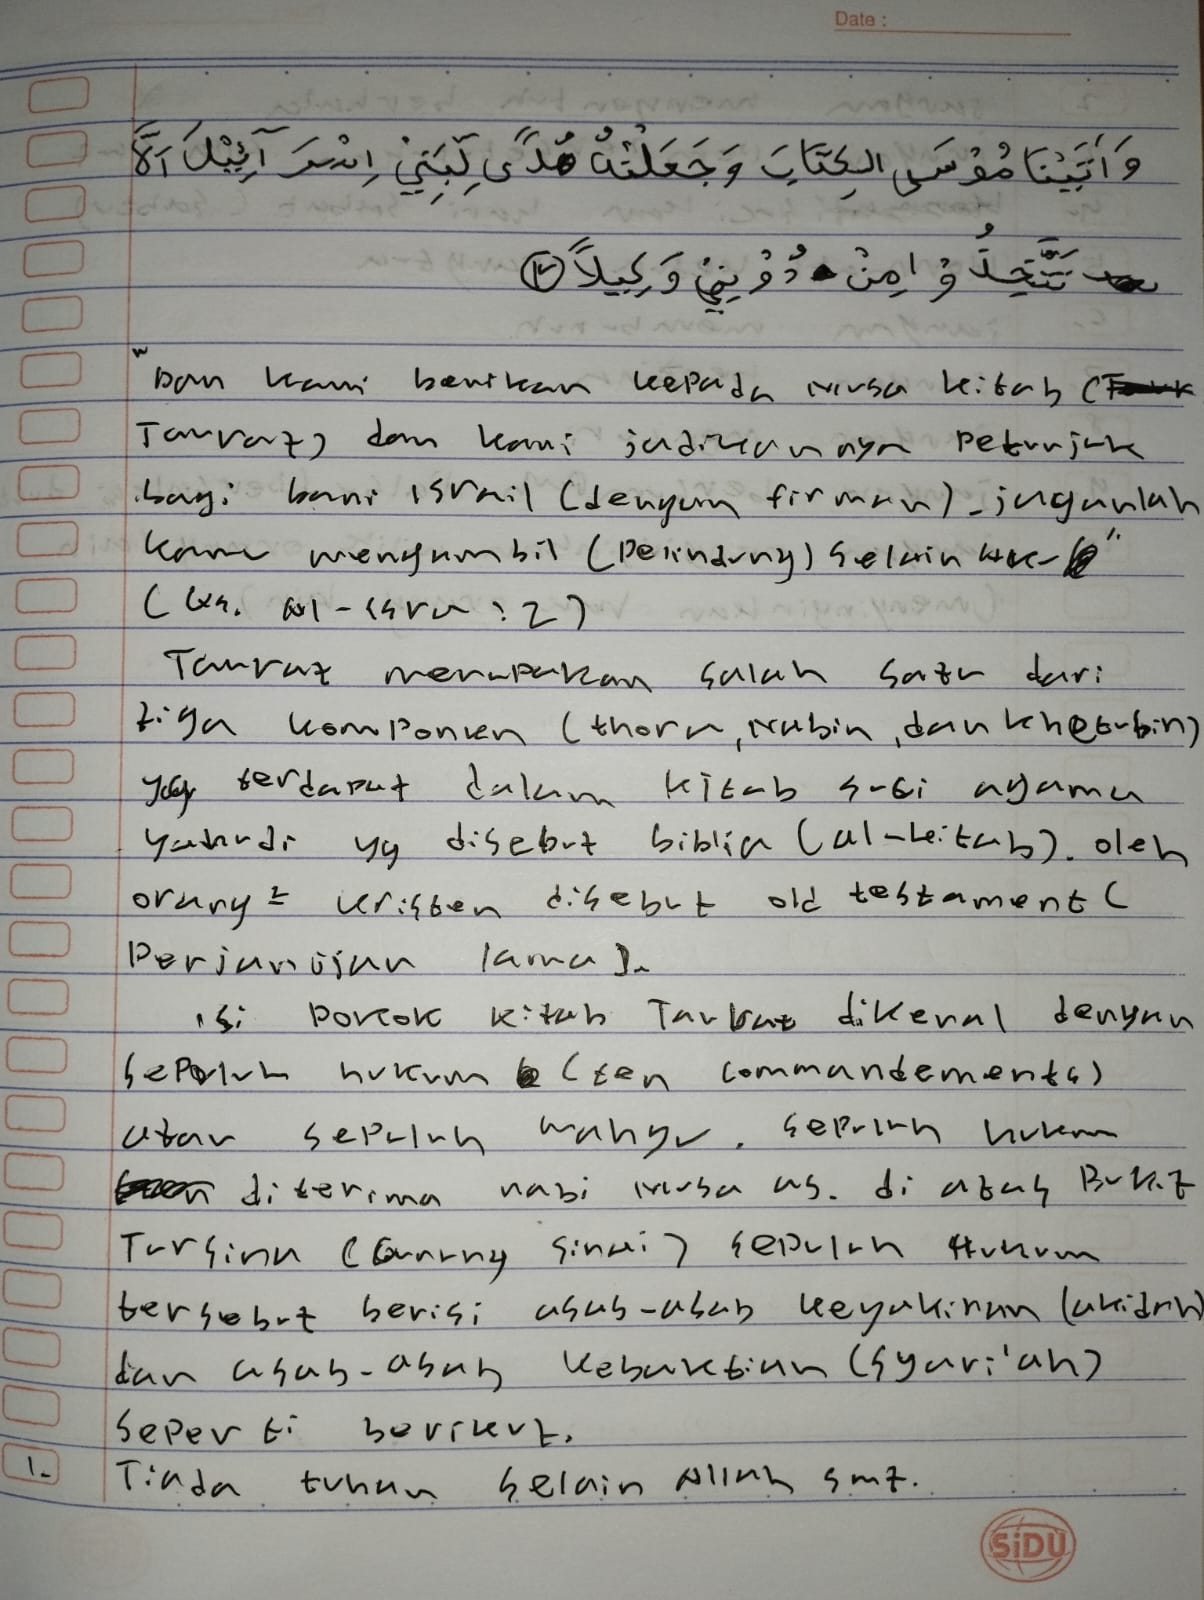 Date :
وَاٰتَيْنَا مُوْسَى الْكِتَابَ وَجَعَلْنٰهُ هُدًى لِّبَنِيْٓ اِسْرَآئِيْلَ اَلَّا
تَتَّخِذُوْا مِنْ دُوْنِيْ وَكِيْلًا ٢
"Dan kami berikan kepada Musa kitab (
Taurat) dan kami jadikannya petunjuk
bagi bani israil (dengan firman) - janganlah
kamu mengambil (pelindung) selain
(Qs. Al-isra : 2)
Taurat merupakan salah satu dari
tiga komponen (thora, Nabin, dan khetubin)
yg terdapat dalam kitab suci agama
yahudi yg disebut biblia (al-kitab). oleh
orang² kristen disebut old testament (
Perjanjian lama).
isi pokok kitab Taurat dikenal dengan
sepuluh hukum (ten commandements)
atau sepuluh wahyu. sepuluh hukum
diterima nabi Musa as. di atas Bukit
Tursina (Gunung sinai) sepuluh Hukum
tersebut berisi asas-asas keyakinan (akidah)
dan asas-asas kebaktian (syari'ah)
seperti berikut.
1. Tiada tuhan selain Allah swt.
SiDU